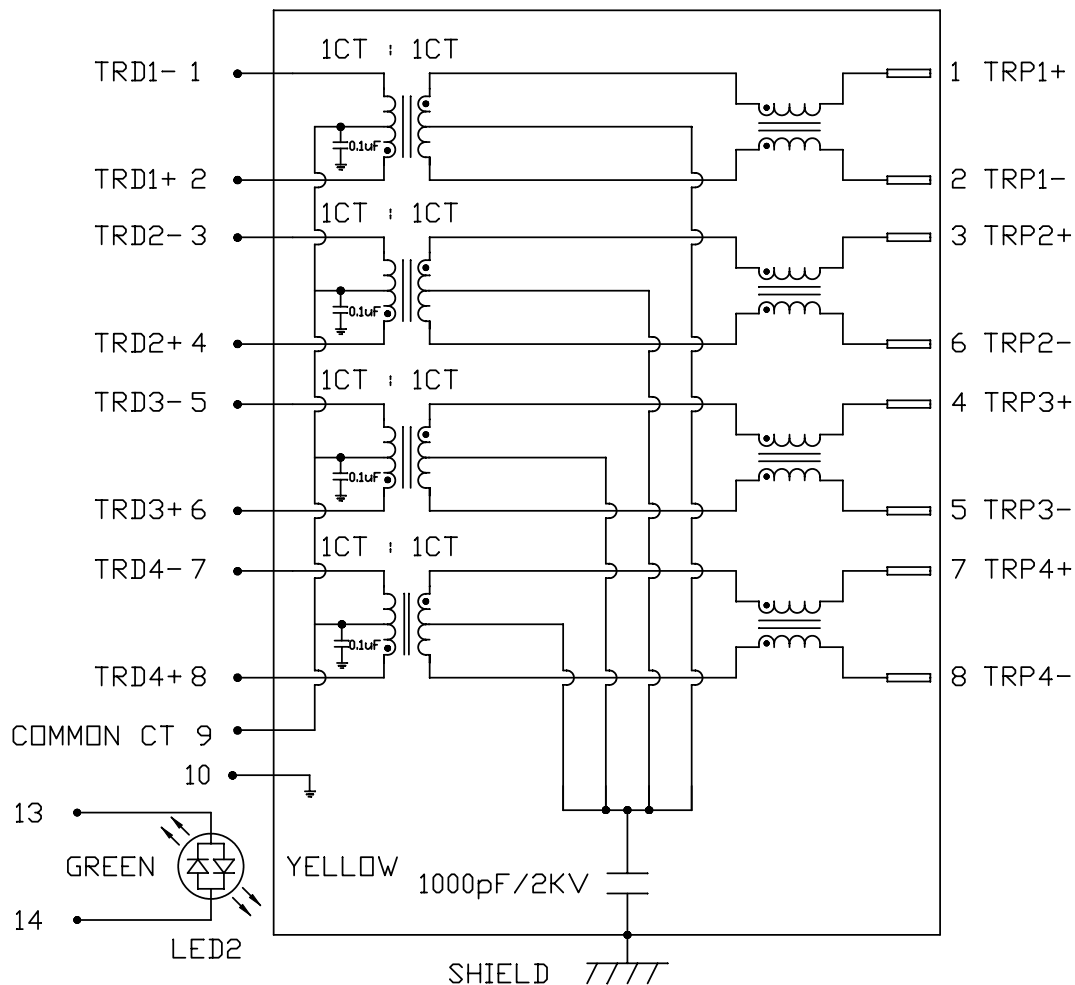 1CT : 1CT
TRD1- 1
1 TRP1+
0.1uF
TRD1+ 2
2 TRP1-
1CT : 1CT
TRD2- 3
3 TRP2+
0.1uF
TRD2+ 4
6 TRP2-
1CT : 1CT
TRD3- 5
4 TRP3+
0.1uF
TRD3+ 6
5 TRP3-
1CT : 1CT
TRD4- 7
7 TRP4+
0.1uF
TRD4+ 8
8 TRP4-
COMMON CT 9
10
13
GREEN
YELLOW
1000pF/2KV
14
LED2
SHIELD